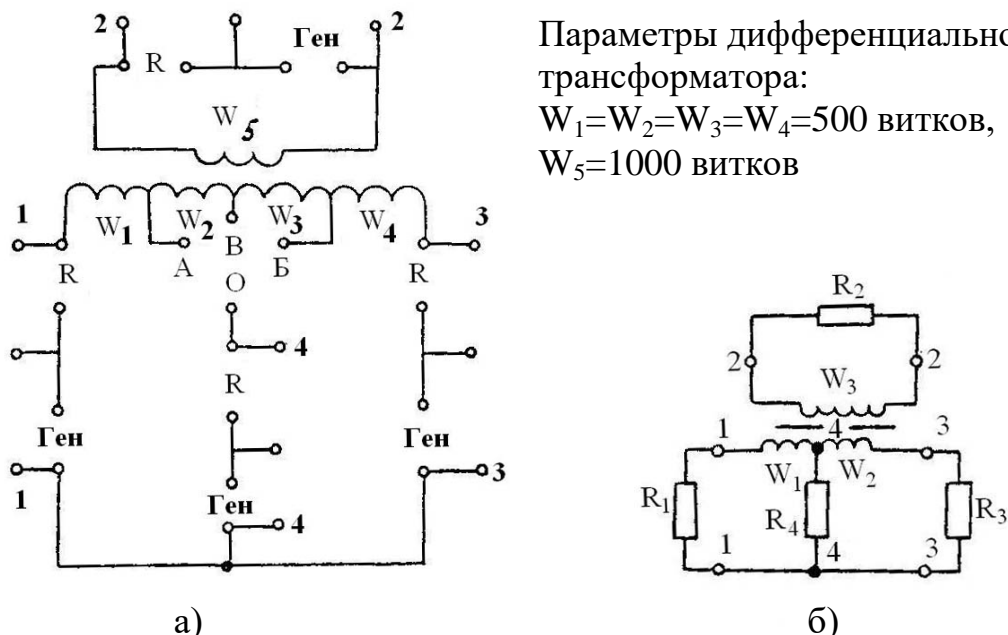 Параметры дифференциально
трансформатора:
W₁=W₂=W₃=W₄=500 витков,
W₅=1000 витков
2 Ген 2
R
W 5
1 W₁ W₂ W₃ W₄ 3
А В Б
R О R
4
R
Ген Ген
1 3
Ген 4
а)
R₂
2 2
W₃
1 4 3
W₁ W₂
R₁ R₄ R₃
1 4 3
б)